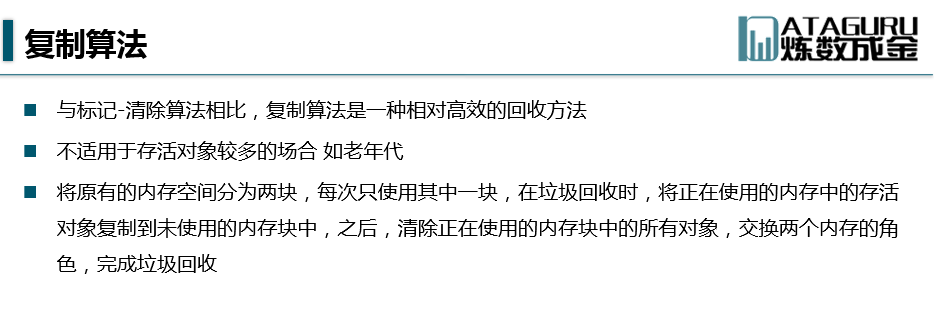 复制算法
DATAGURU
炼数成金
与标记-清除算法相比，复制算法是一种相对高效的回收方法
不适用于存活对象较多的场合 如老年代
将原有的内存空间分为两块，每次只使用其中一块，在垃圾回收时，将正在使用的内存中的存活
对象复制到未使用的内存块中，之后，清除正在使用的内存块中的所有对象，交换两个内存的角
色，完成垃圾回收